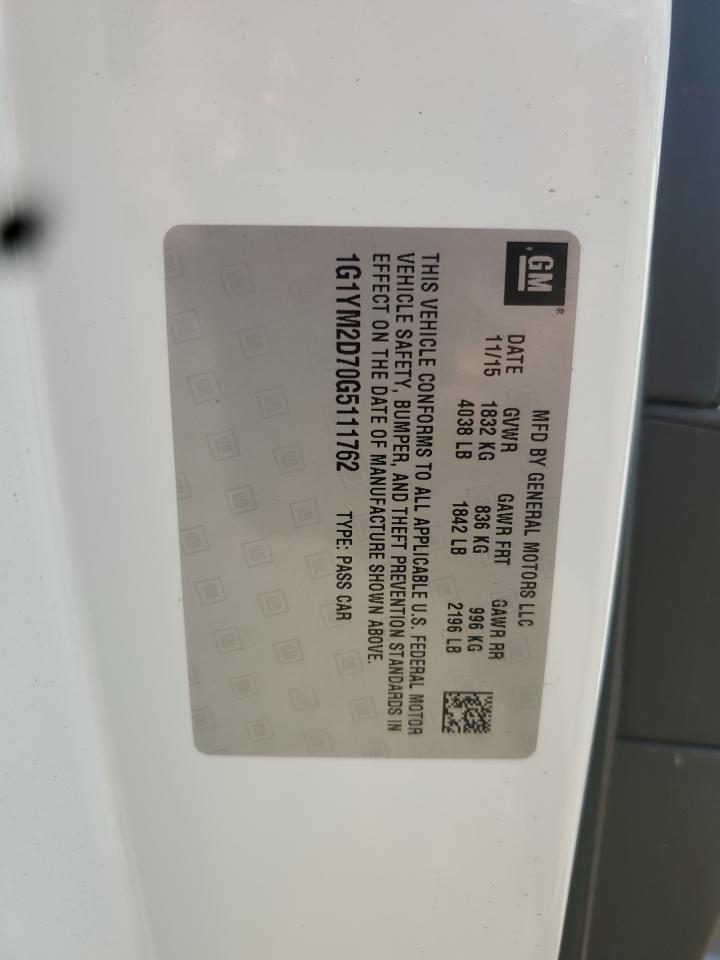 GM®
MFD BY GENERAL MOTORS LLC
DATE GVWR GAWR FRT GAWR RR
11/15 1832 KG 836 KG 996 KG
4038 LB 1842 LB 2196 LB
THIS VEHICLE CONFORMS TO ALL APPLICABLE U.S. FEDERAL MOTOR
VEHICLE SAFETY, BUMPER, AND THEFT PREVENTION STANDARDS IN
EFFECT ON THE DATE OF MANUFACTURE SHOWN ABOVE.
1G1YM2D70G5111762 TYPE: PASS CAR